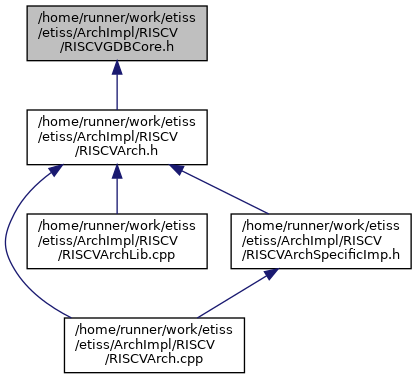 /home/runner/work/etiss
/etiss/ArchImpl/RISCV
/RISCVGDBCore.h
/home/runner/work/etiss
/etiss/ArchImpl/RISCV
/RISCVArch.h
/home/runner/work/etiss
/etiss/ArchImpl/RISCV
/RISCVArchLib.cpp
/home/runner/work/etiss
/etiss/ArchImpl/RISCV
/RISCVArchSpecificImp.h
/home/runner/work/etiss
/etiss/ArchImpl/RISCV
/RISCVArch.cpp